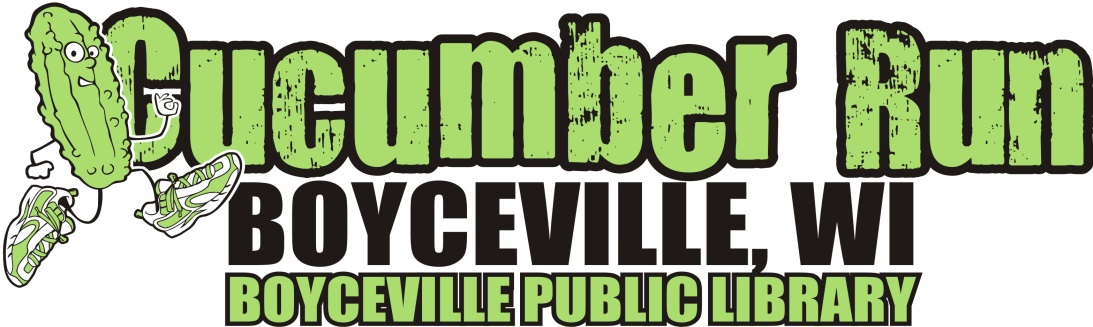 Cucumber Run
BOYCEVILLE, WI
BOYCEVILLE PUBLIC LIBRARY